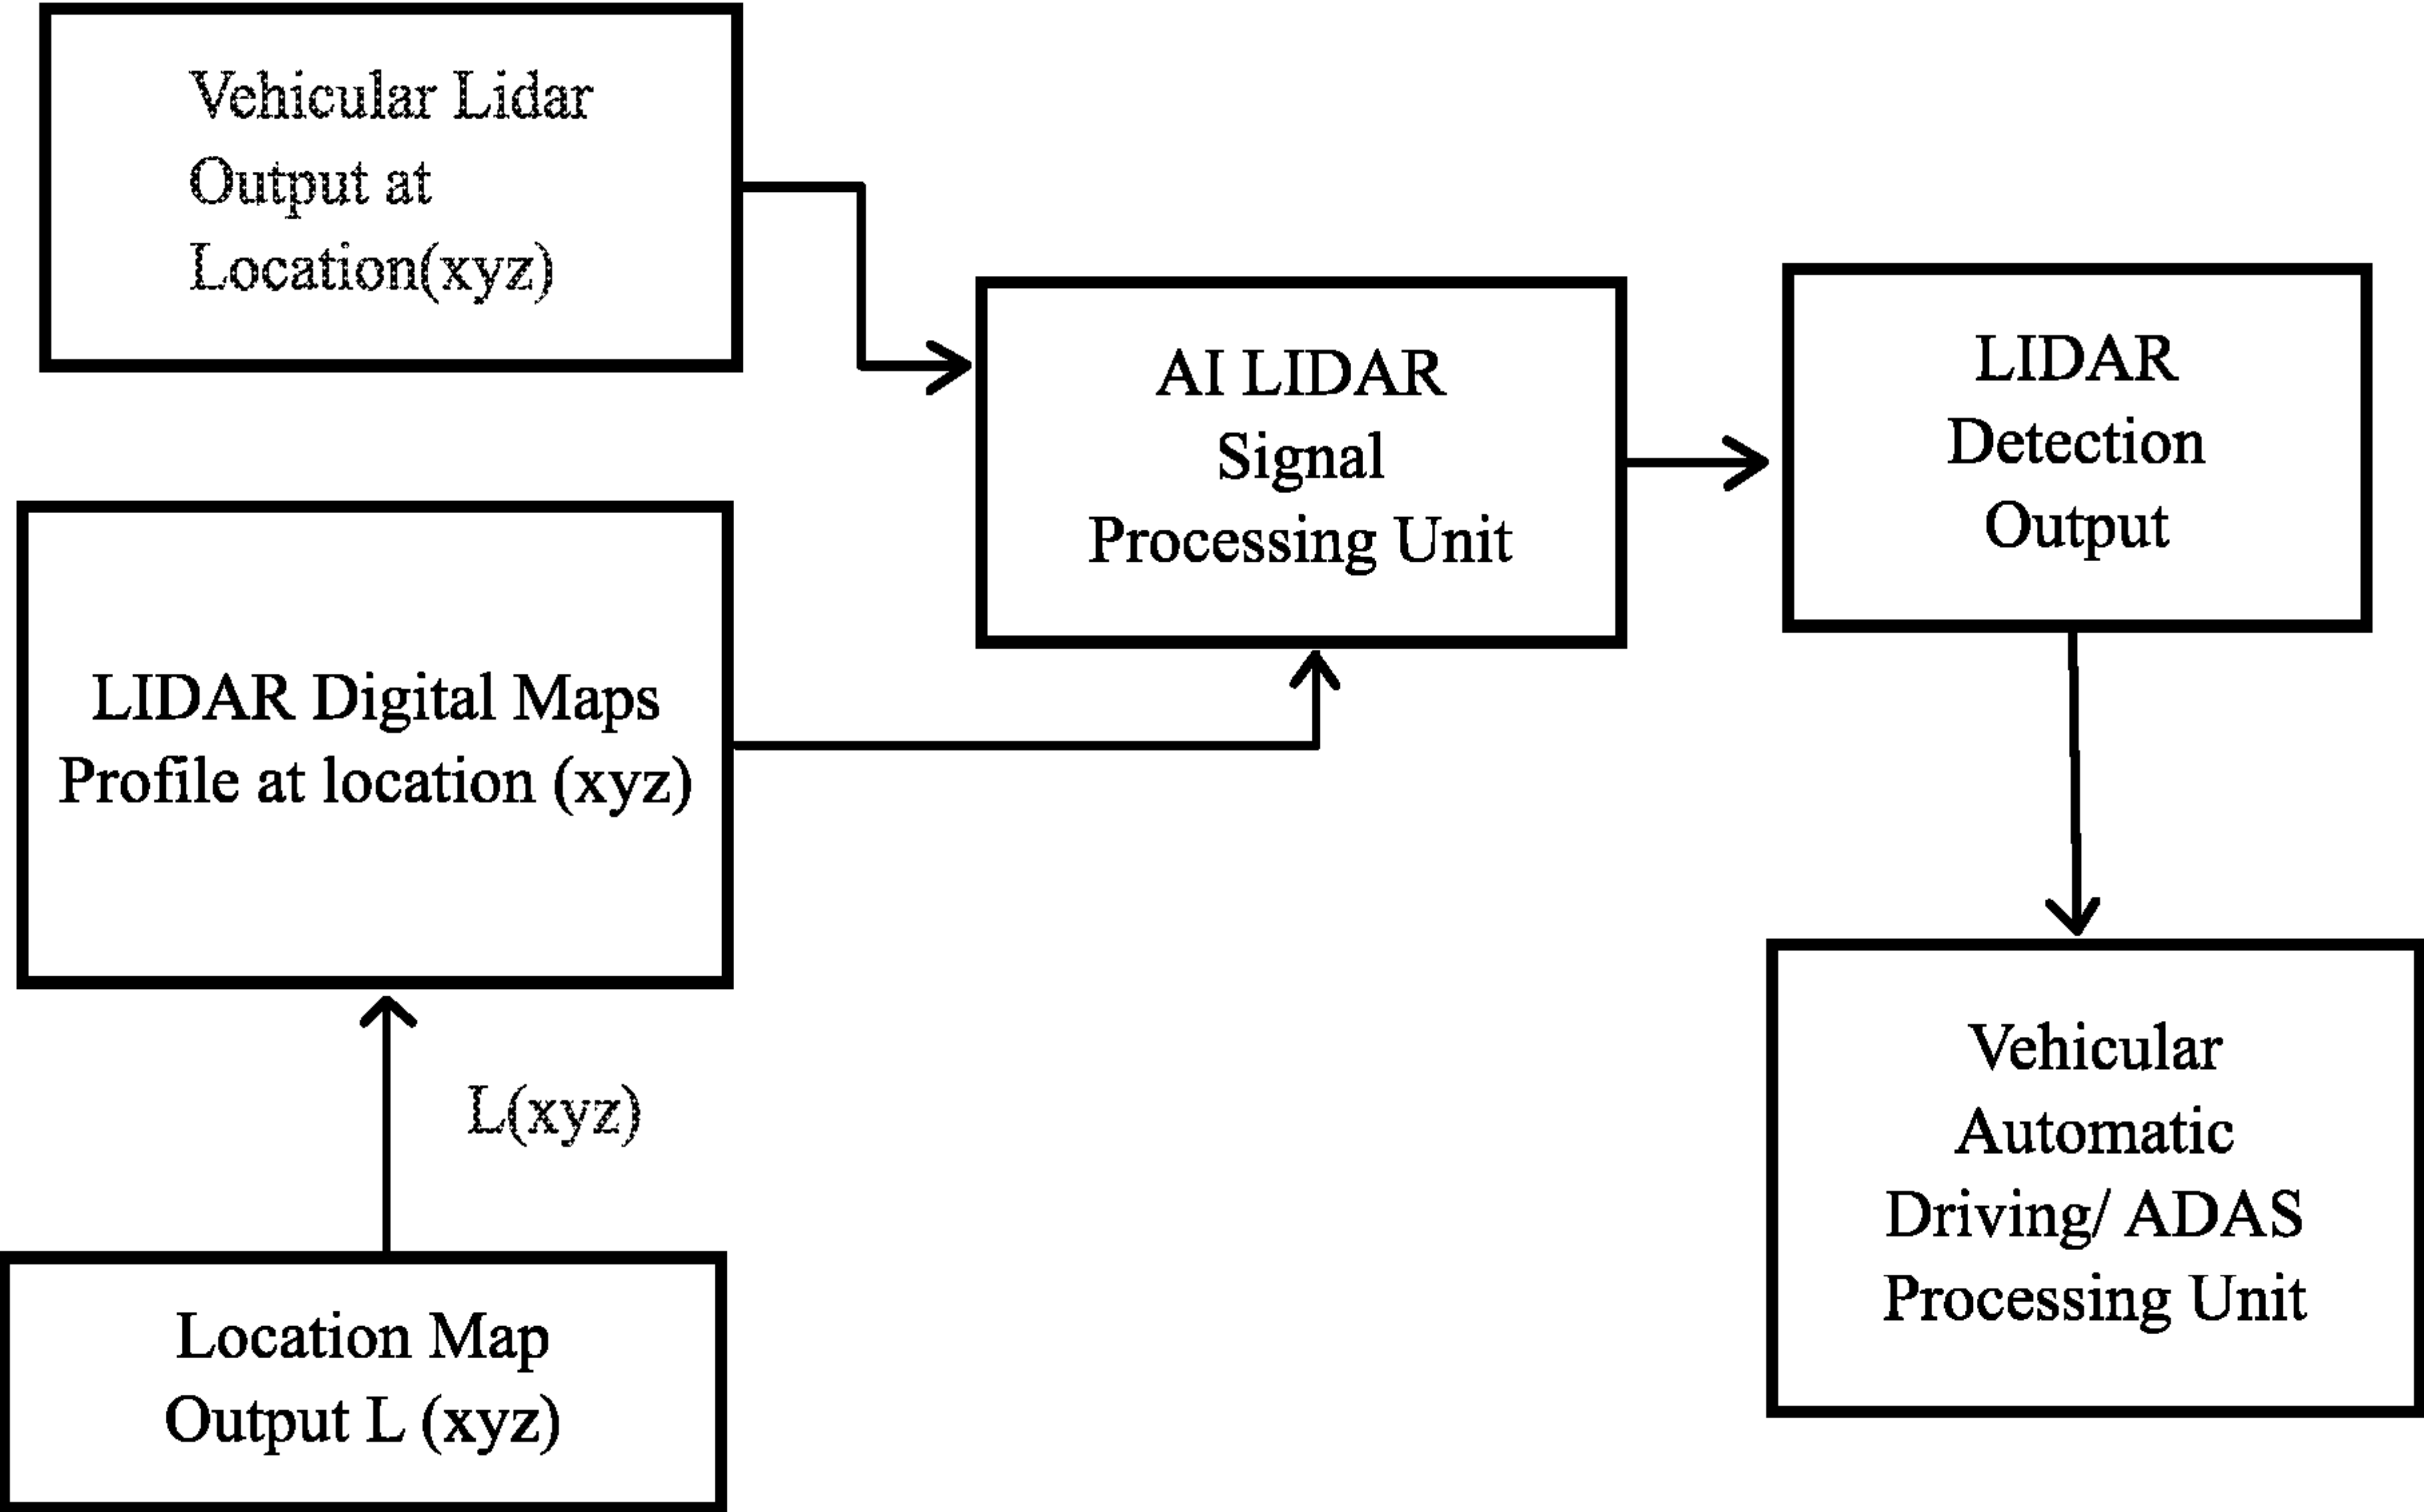 Vehicular Lidar
Output at
Location(xyz)
AI LIDAR
Signal
Processing Unit
LIDAR
Detection
Output
LIDAR Digital Maps
Profile at location (xyz)
L(xyz)
Location Map
Output L (xyz)
Vehicular
Automatic
Driving/ ADAS
Processing Unit